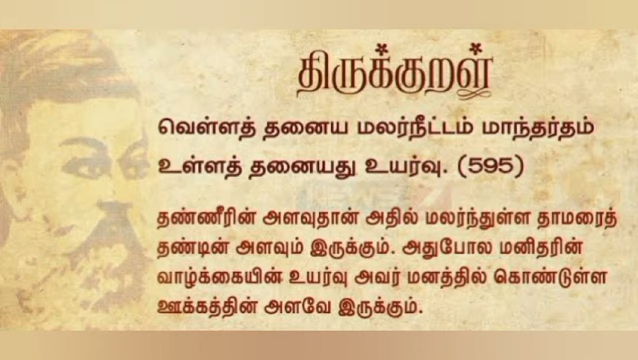 திருக்குறள்
வெள்ளத் தனைய மலர்நீட்டம் மாந்தர்தம்
உள்ளத் தனையது உயர்வு. (595)
தண்ணீரின் அளவுதான் அதில் மலர்ந்துள்ள தாமரைத்
தண்டின் அளவும் இருக்கும். அதுபோல மனிதரின்
வாழ்க்கையின் உயர்வு அவர் மனத்தில் கொண்டுள்ள
ஊக்கத்தின் அளவே இருக்கும்.